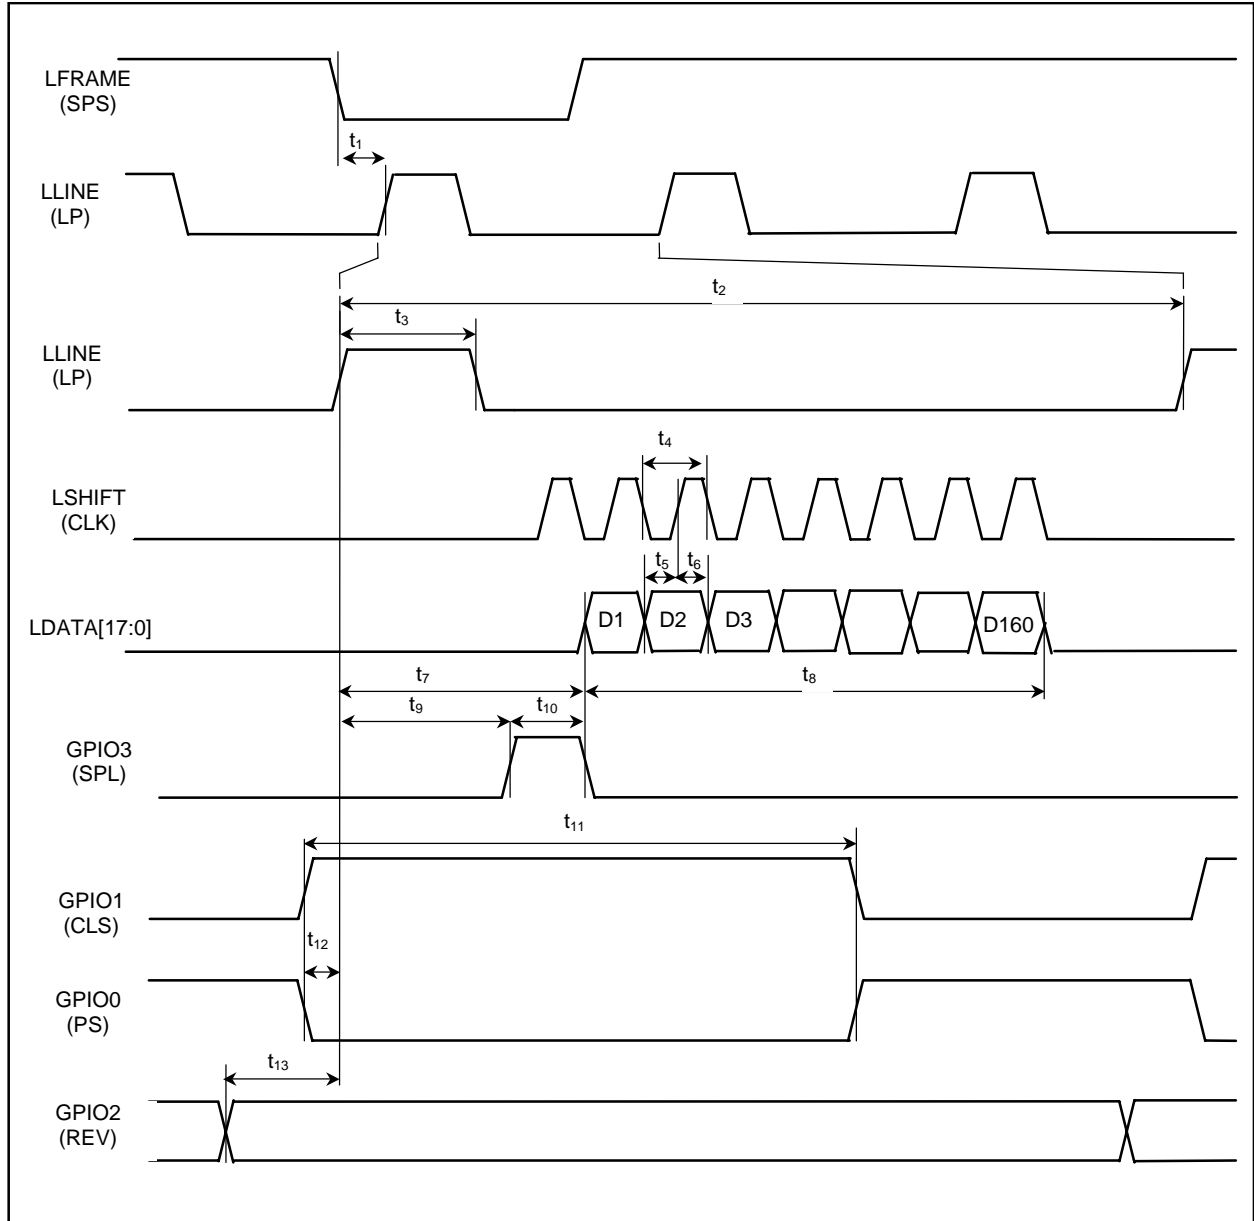 LFRAME
(SPS)
t1
LLINE
(LP)
t2
t3
LLINE
(LP)
t4
LSHIFT
(CLK)
t5
t6
LDATA[17:0]
D1
D2
D3
D160
t7
t8
t9
t10
GPIO3
(SPL)
t11
GPIO1
(CLS)
t12
GPIO0
(PS)
t13
GPIO2
(REV)